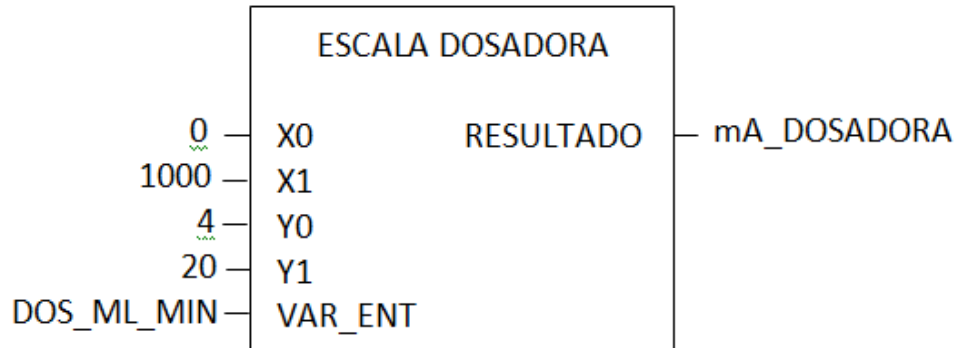 ESCALA DOSADORA
0 X0 RESULTADO mA_DOSADORA
1000 X1
4 Y0
20 Y1
DOS_ML_MIN VAR_ENT